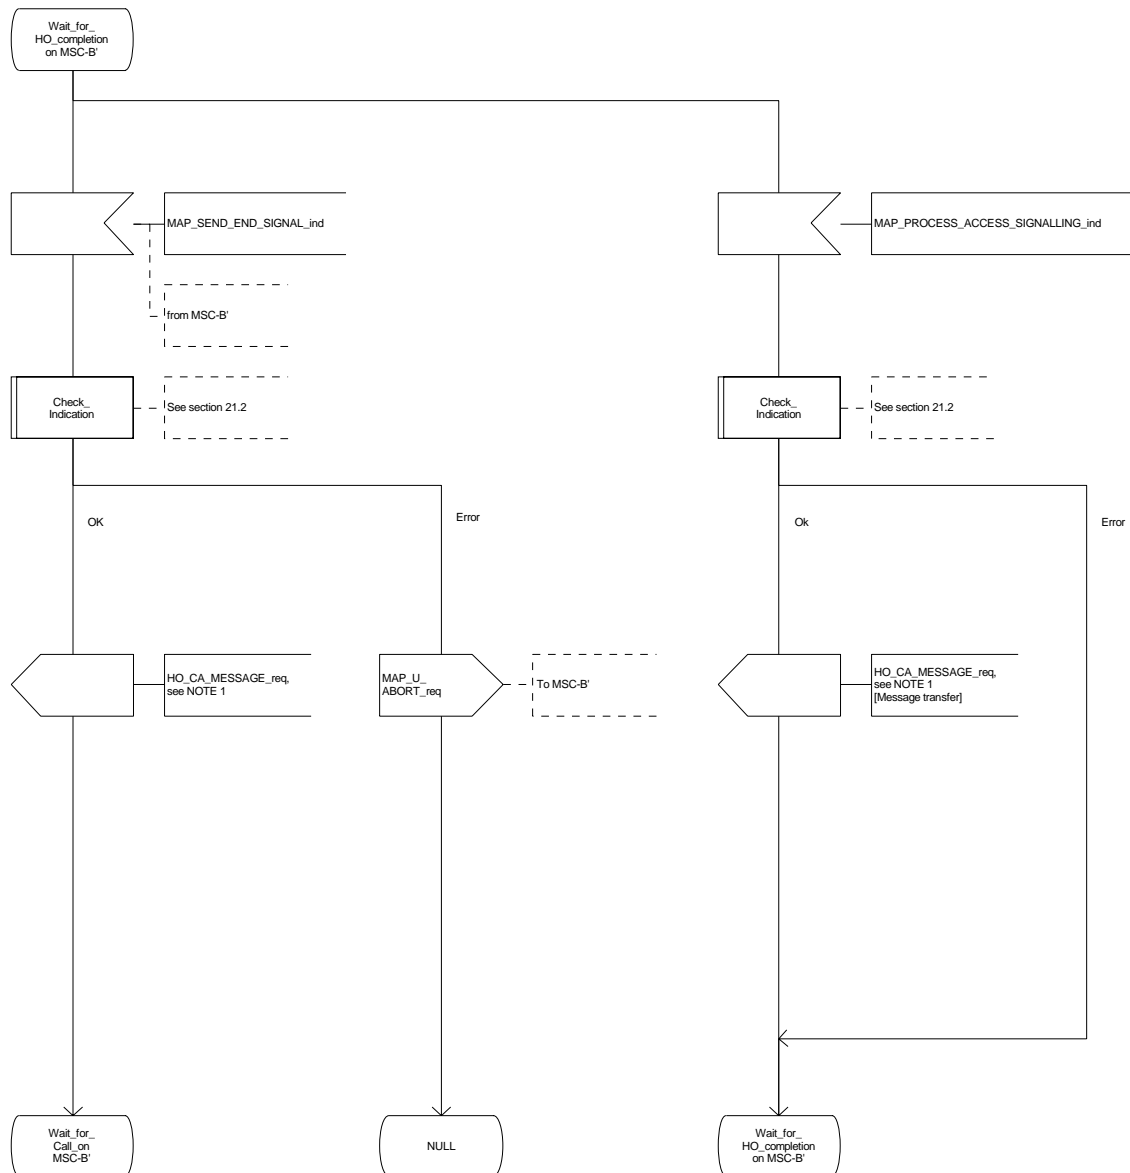 Wait_for_
HO_completion
on MSC-B'
MAP_SEND_END_SIGNAL_ind
MAP_PROCESS_ACCESS_SIGNALLING_ind
from MSC-B'
Check_
Indication
See section 21.2
Check_
Indication
See section 21.2
OK
Error
Ok
Error
HO_CA_MESSAGE_req,
see NOTE 1
MAP_U_
ABORT_req
To MSC-B'
HO_CA_MESSAGE_req,
see NOTE 1
[Message transfer]
Wait_for_
Call_on
MSC-B'
NULL
Wait_for_
HO_completion
on MSC-B'